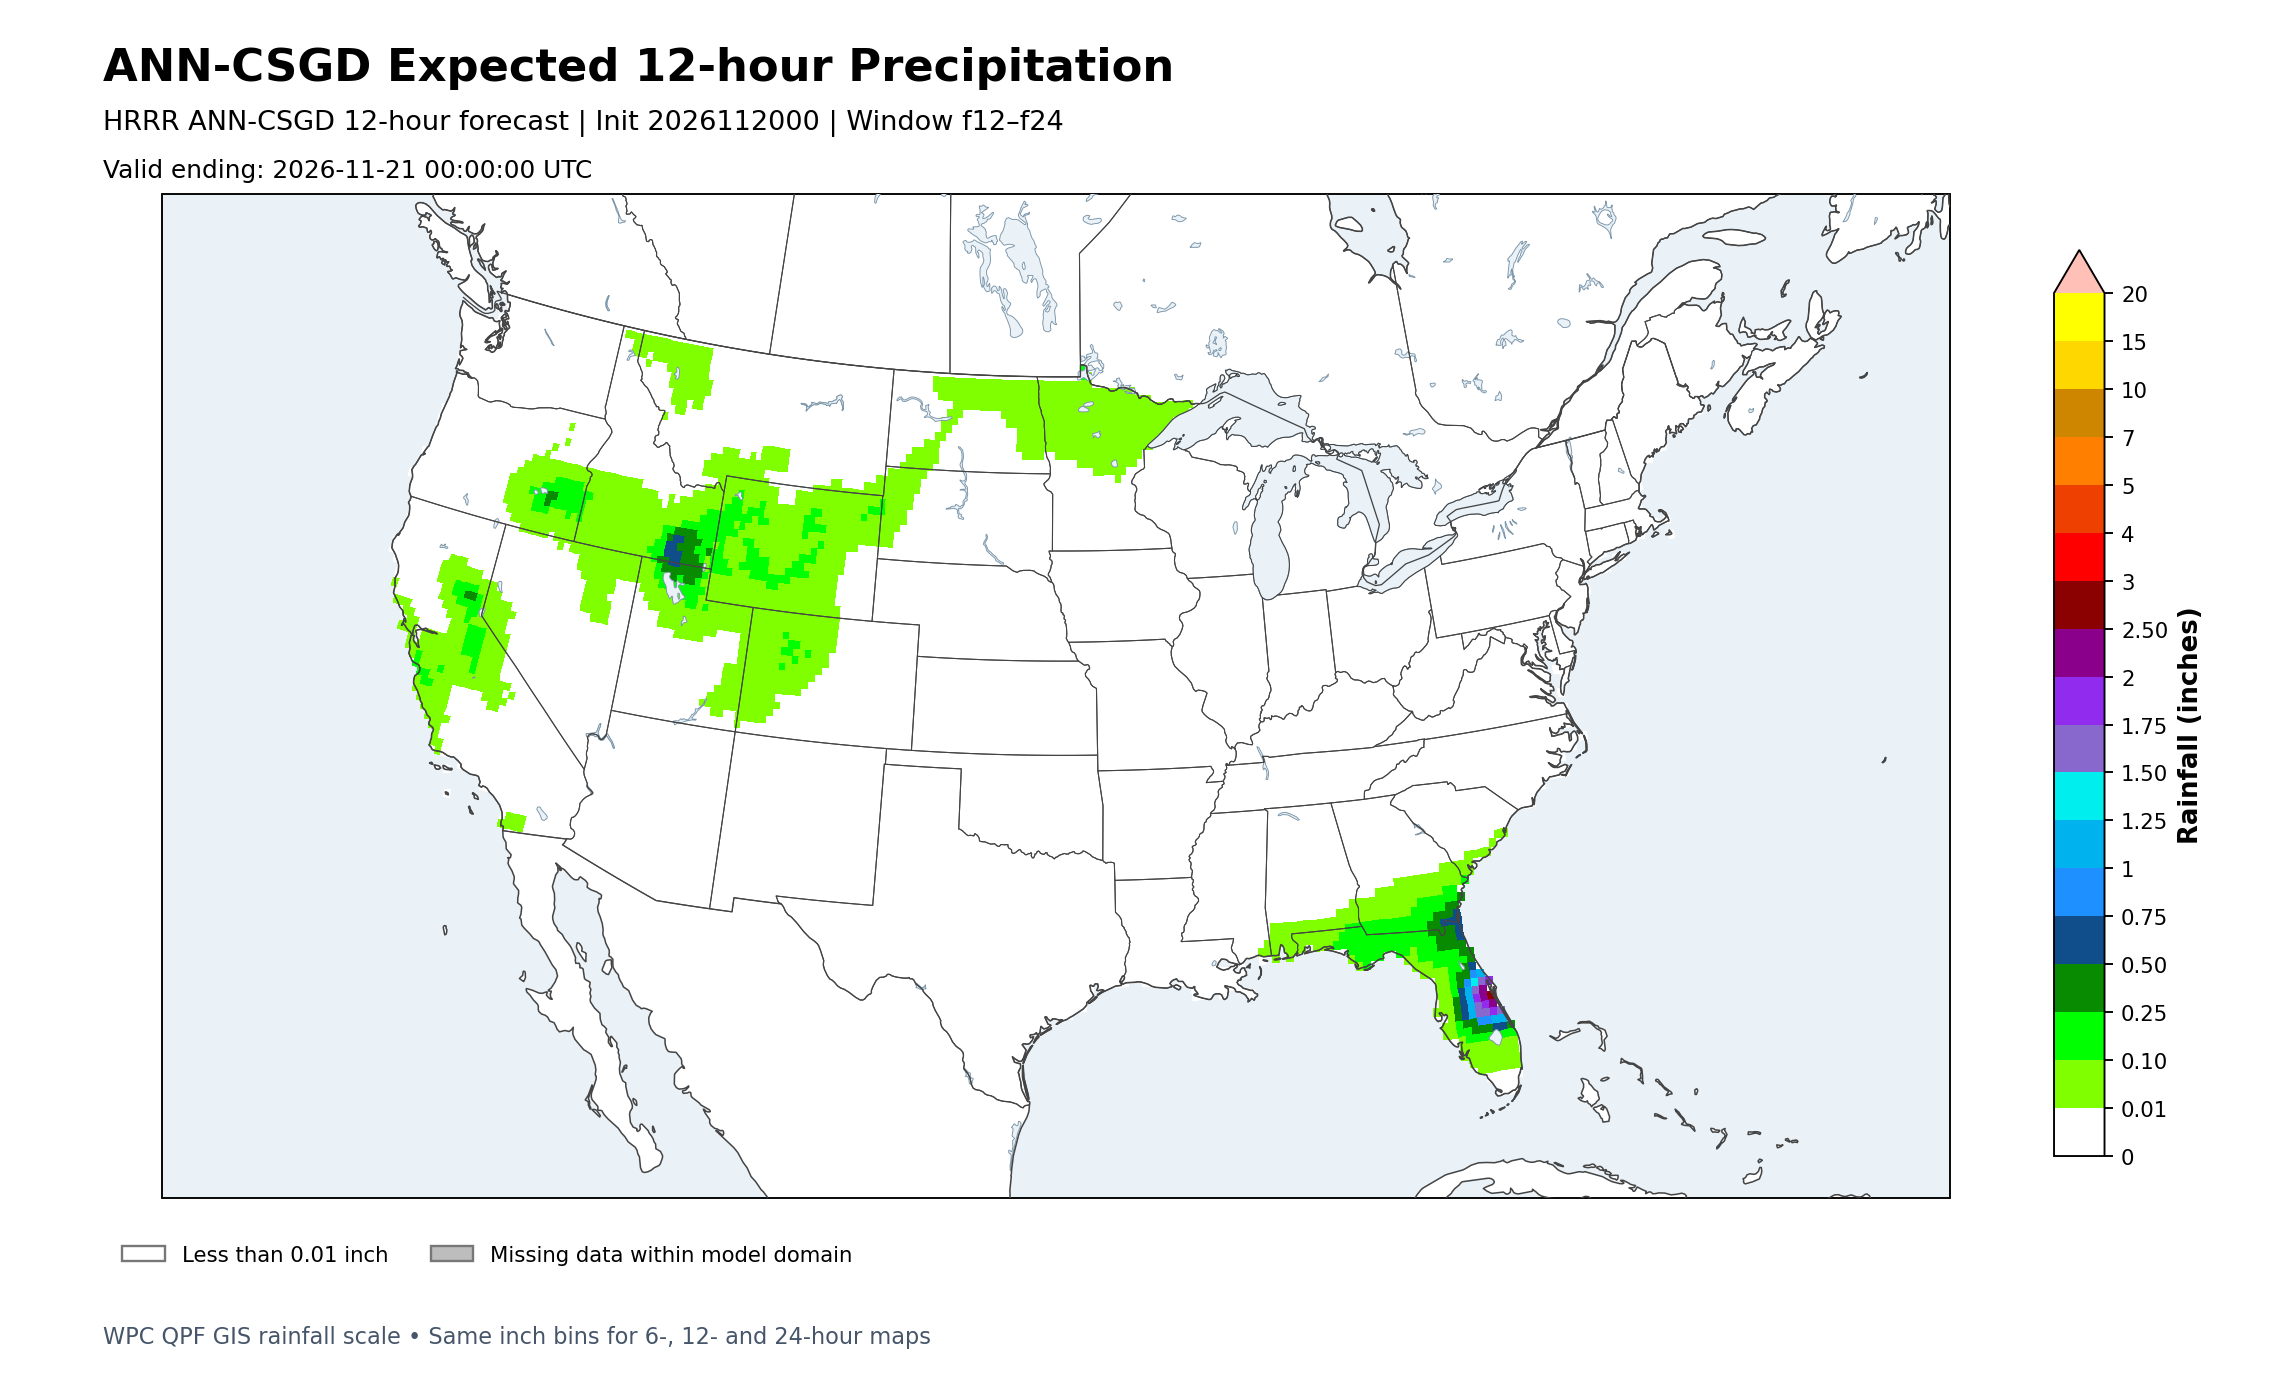 ANN-CSGD Expected 12-hour Precipitation
HRRR ANN-CSGD 12-hour forecast | Init 2026112000 | Window f12–f24
Valid ending: 2026-11-21 00:00:00 UTC
20
15
10
7
5
4
3
2.50
2
1.75
1.50
1.25
1
0.75
0.50
0.25
0.10
0.01
0
Rainfall (inches)
Less than 0.01 inch
Missing data within model domain
WPC QPF GIS rainfall scale • Same inch bins for 6-, 12- and 24-hour maps